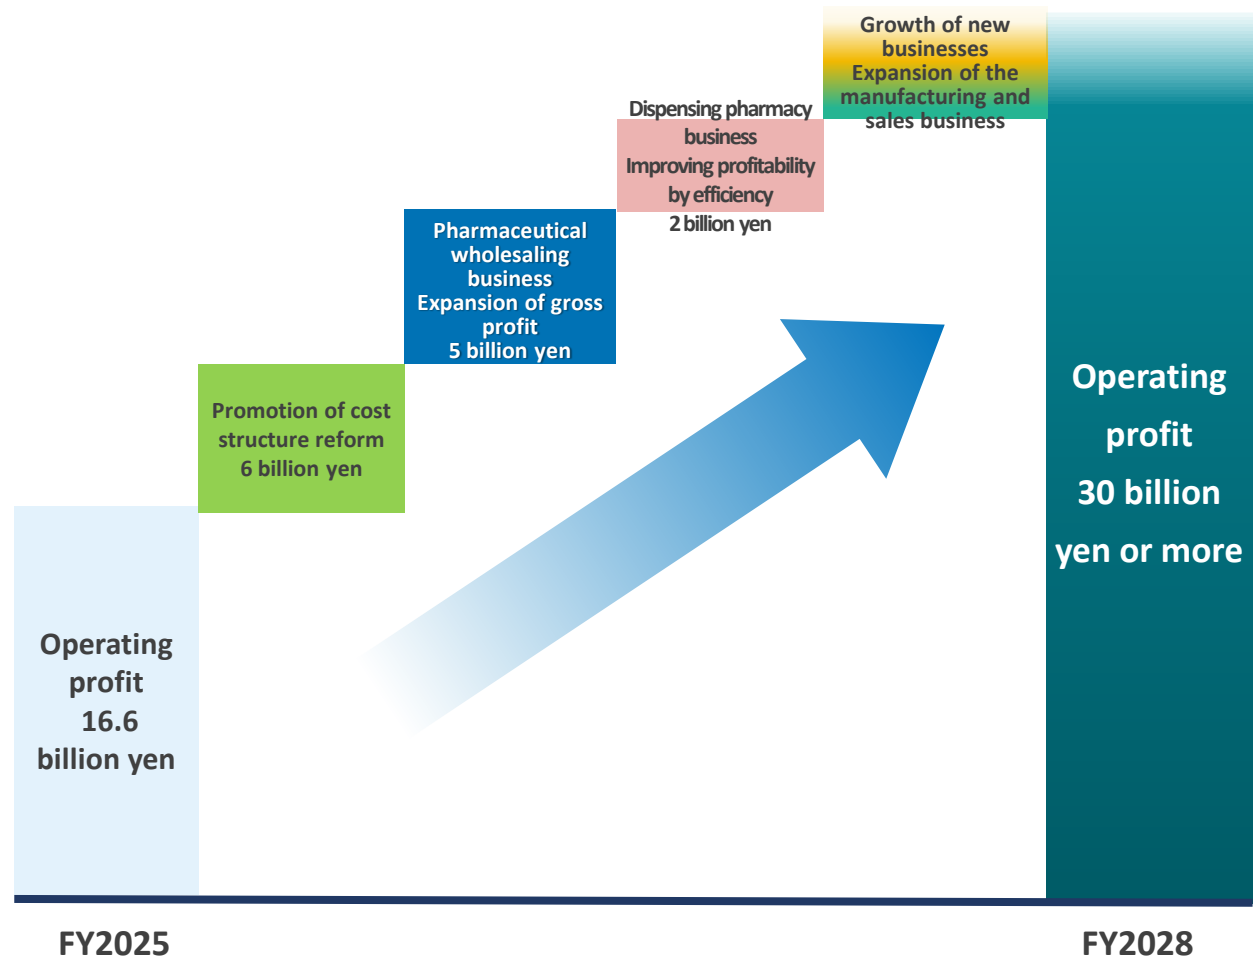 Growth of new
businesses
Expansion of the
manufacturing and
sales business
Dispensing pharmacy
business
Improving profitability
by efficiency
2 billion yen
Pharmaceutical
wholesaling
business
Expansion of gross
profit
5 billion yen
Promotion of cost
structure reform
6 billion yen
Operating
profit
16.6
billion yen
Operating
profit
30 billion
yen or more
FY2025
FY2028